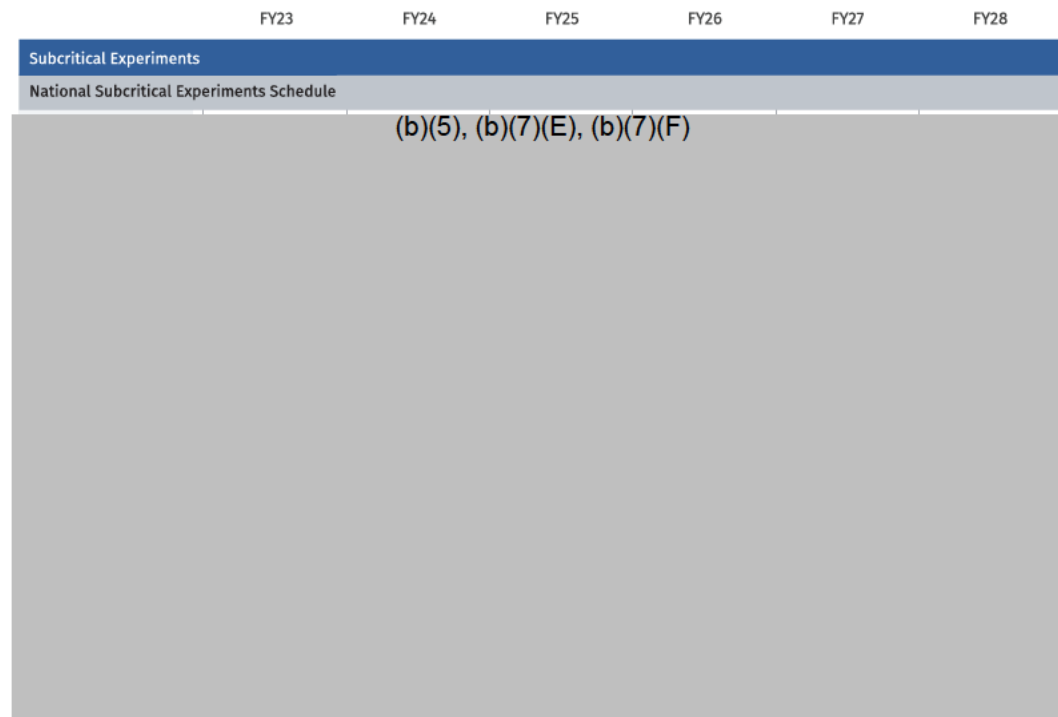 FY23 FY24 FY25 FY26 FY27 FY28
Subcritical Experiments
National Subcritical Experiments Schedule
(b)(5), (b)(7)(E), (b)(7)(F)